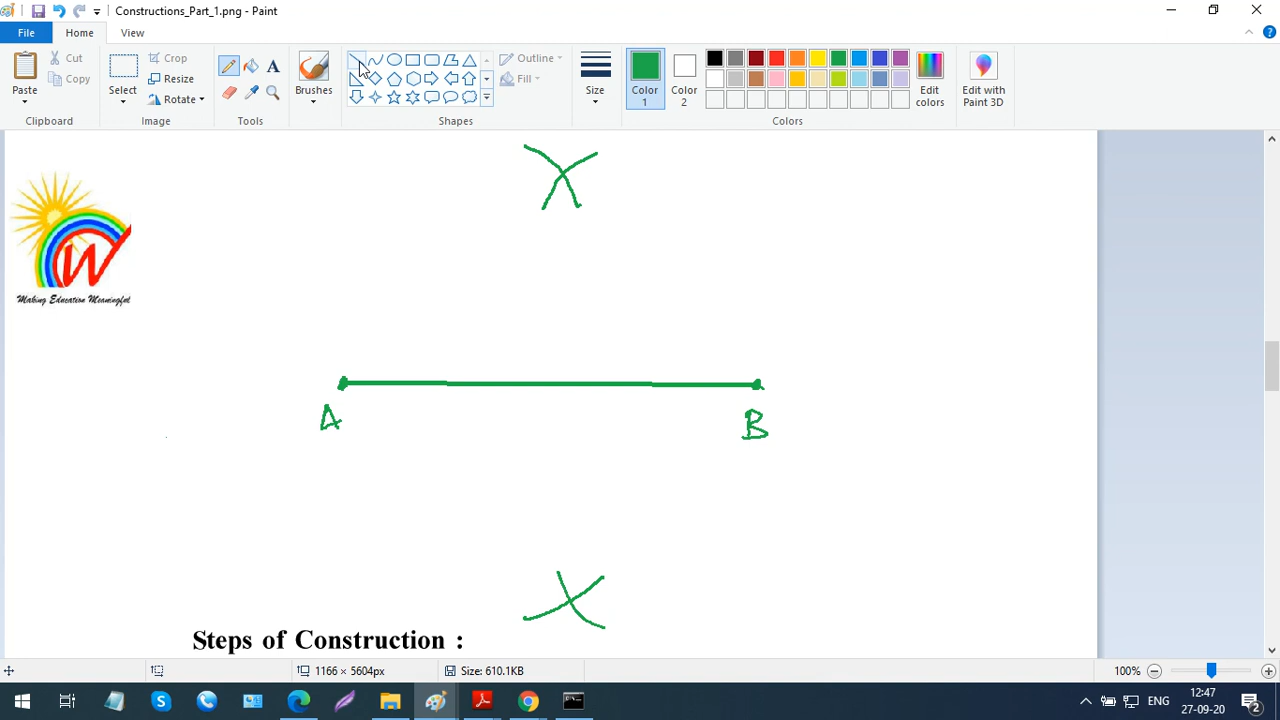 Constructions_Part_1.png - Paint
File Home View
Paste
Cut
Copy
Clipboard
Select
Crop
Resize
Rotate
Image
A
Tools
Brushes
Outline
Fill
Shapes
Size
Color 1
Color 2
Edit colors
Edit with Paint 3D
Colors
W
Making Education Meaningful
A
B
Steps of Construction :
1166 × 5604px
Size: 610.1KB
100%
ENG
12:47
27-09-20
2